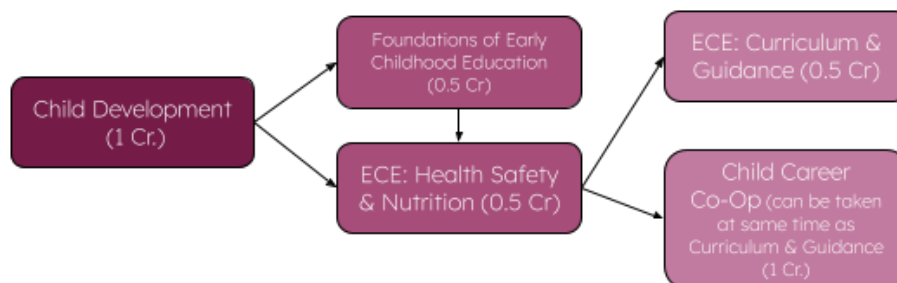 Child Development
(1 Cr.)
Foundations of Early
Childhood Education
(0.5 Cr)
ECE: Health Safety
& Nutrition (0.5 Cr)
ECE: Curriculum &
Guidance (0.5 Cr)
Child Career
Co-Op (can be taken
at same time as
Curriculum & Guidance
(1 Cr.)